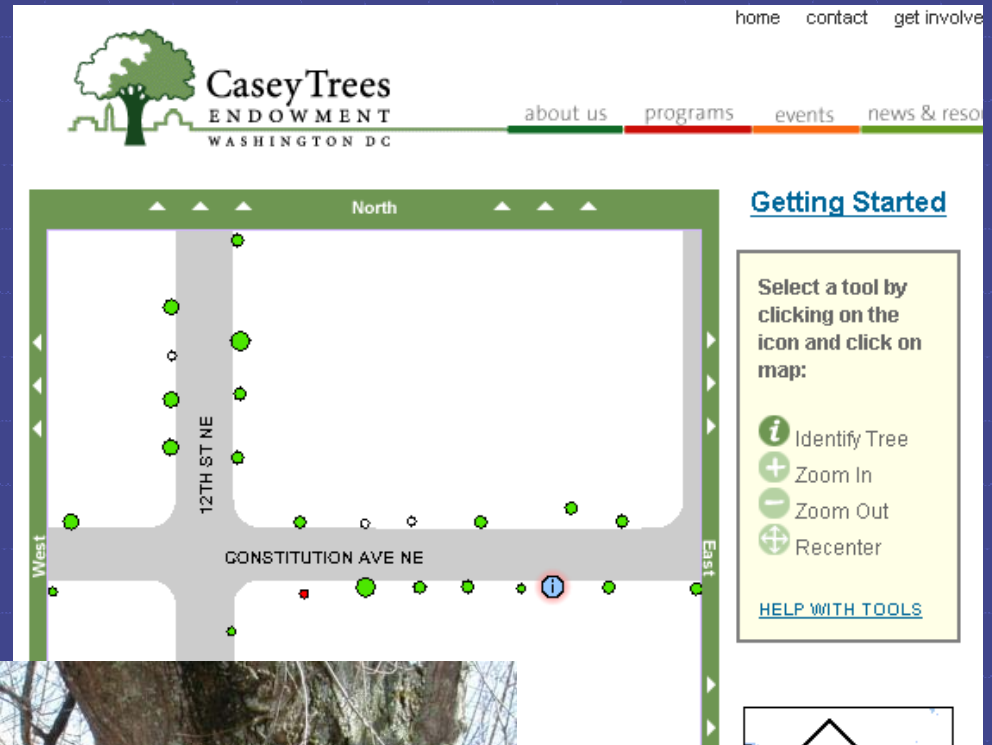 home contact get involve
CaseyTrees
ENDOWMENT
WASHINGTON DC
about us programs events news & reso
North
Getting Started
Select a tool by
clicking on the
icon and click on
map:
i Identify Tree
Zoom In
Zoom Out
Recenter
HELP WITH TOOLS
12TH ST NE
West
CONSTITUTION AVE NE
East
i